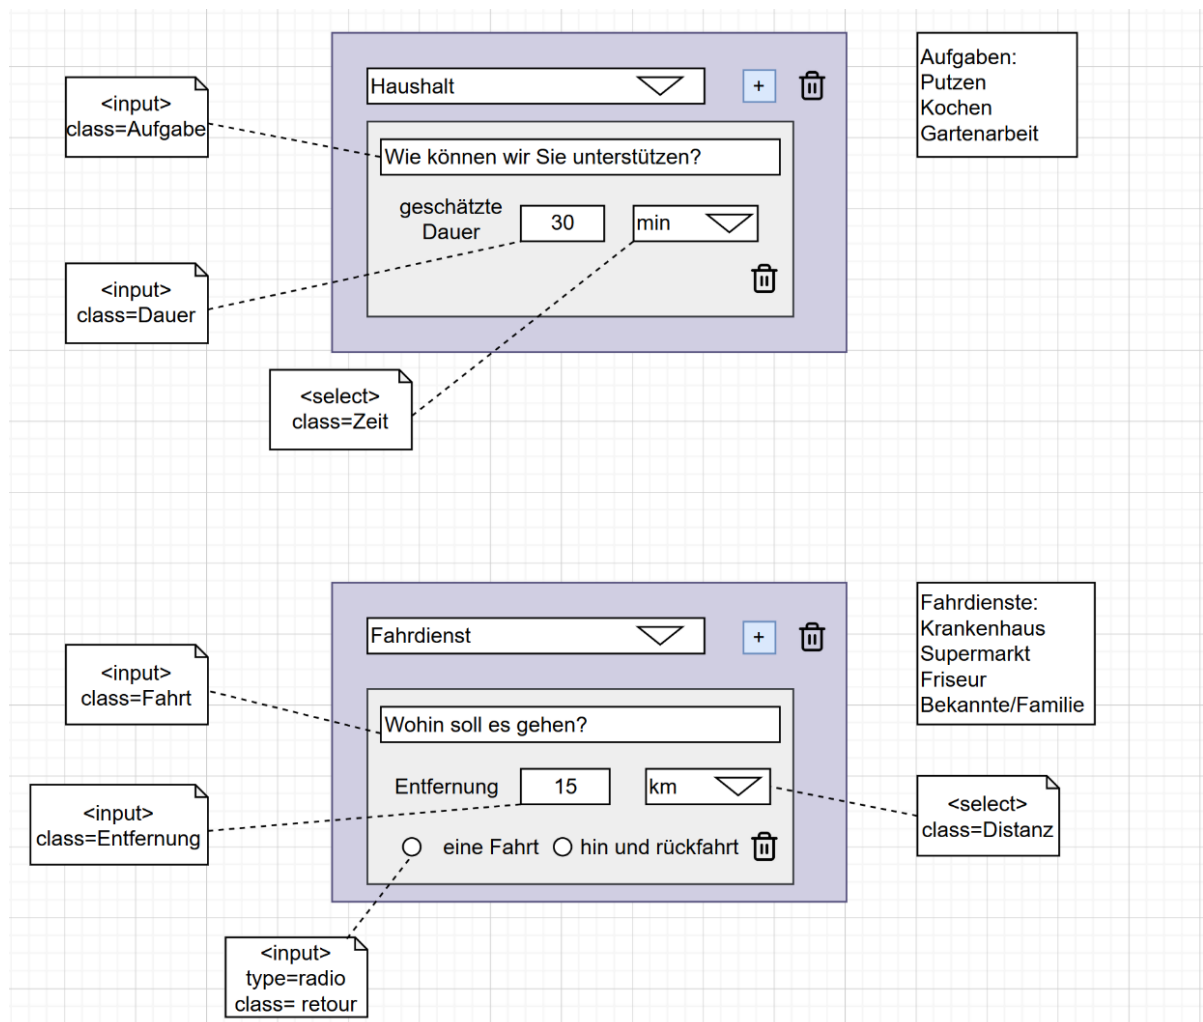 Haushalt
+
Aufgaben:
Putzen
Kochen
Gartenarbeit
<input>
class=Aufgabe
Wie können wir Sie unterstützen?
geschätzte
Dauer
30
min
<input>
class=Dauer
<select>
class=Zeit
Fahrdienst
+
Fahrdienste:
Krankenhaus
Supermarkt
Friseur
Bekannte/Familie
<input>
class=Fahrt
Wohin soll es gehen?
Entfernung
15
km
<input>
class=Entfernung
<select>
class=Distanz
eine Fahrt
hin und rückfahrt
<input>
type=radio
class= retour